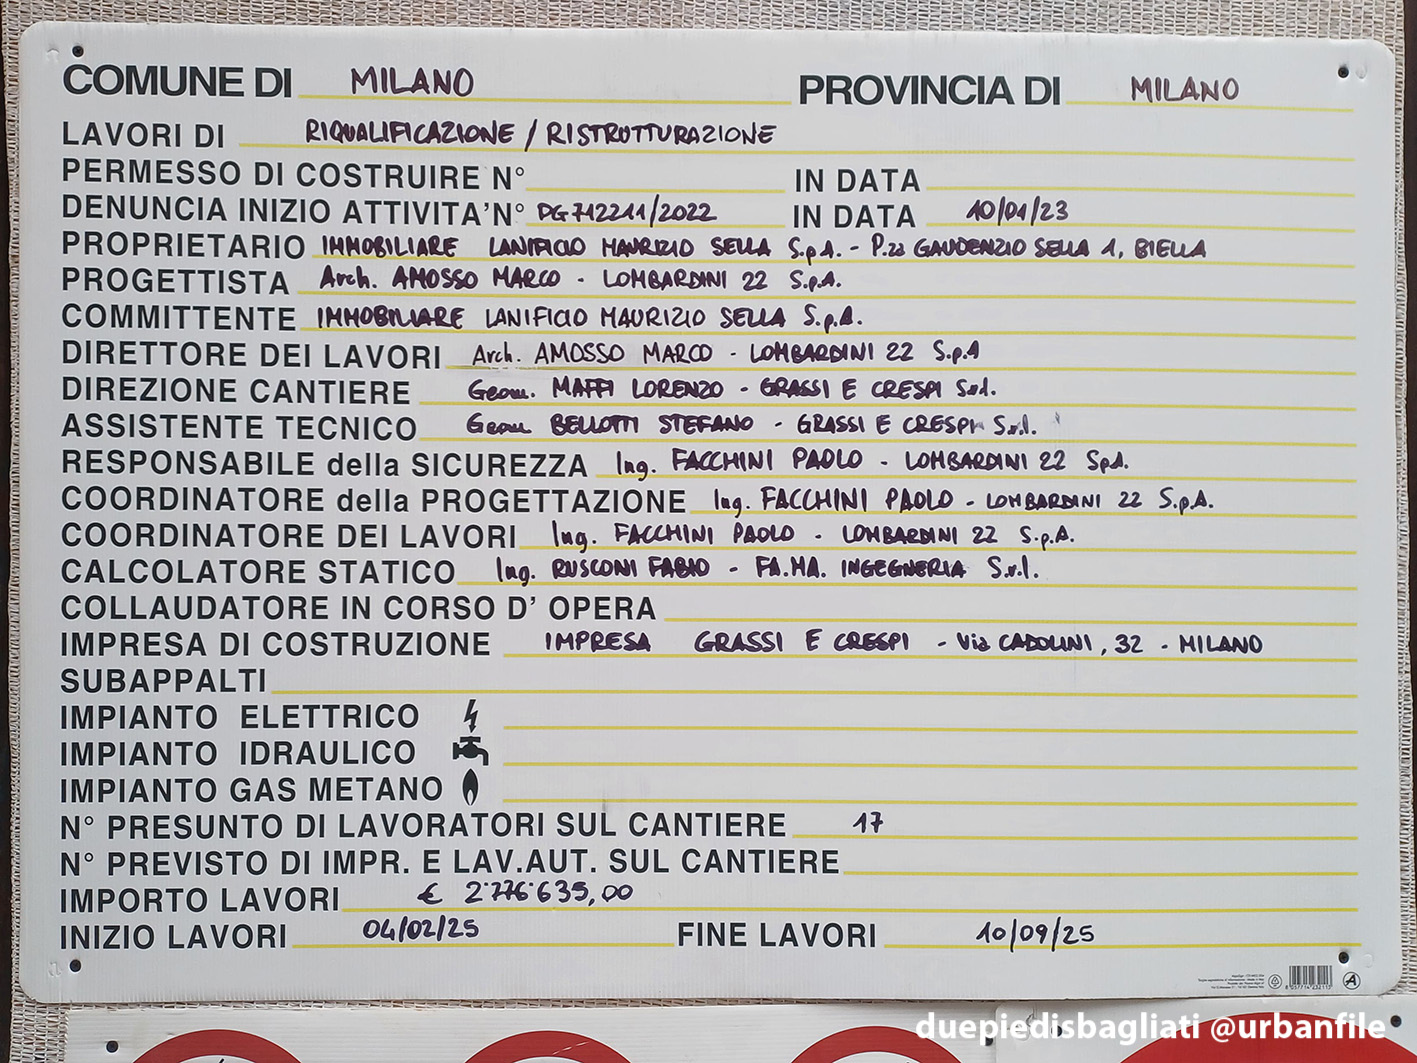 COMUNE DI MILANO PROVINCIA DI MILANO
LAVORI DI RIQUALIFICAZIONE / RISTRUTTURAZIONE
PERMESSO DI COSTRUIRE N° IN DATA
DENUNCIA INIZIO ATTIVITA'N° PG712211/2022 IN DATA 10/01/23
PROPRIETARIO IMMOBILIARE LANIFICIO MAURIZIO SELLA S.p.A. - P.za GAUDENZIO SELLA 1, BIELLA
PROGETTISTA Arch. AMOSSO MARCO - LOMBARDINI 22 S.p.A.
COMMITTENTE IMMOBILIARE LANIFICIO MAURIZIO SELLA S.p.A.
DIRETTORE DEI LAVORI Arch. AMOSSO MARCO - LOMBARDINI 22 S.p.A
DIREZIONE CANTIERE Geom. MAFFI LORENZO - GRASSI E CRESPI S.r.l.
ASSISTENTE TECNICO Geom BELLOTTI STEFANO - GRASSI E CRESPI S.r.l.
RESPONSABILE della SICUREZZA Ing. FACCHINI PAOLO - LOMBARDINI 22 SpA.
COORDINATORE della PROGETTAZIONE Ing. FACCHINI PAOLO - LOMBARDINI 22 S.p.A.
COORDINATORE DEI LAVORI Ing. FACCHINI PAOLO - LOMBARDINI 22 S.p.A.
CALCOLATORE STATICO Ing. RUSCONI FABIO - FA.MA. INGEGNERIA S.r.l.
COLLAUDATORE IN CORSO D' OPERA
IMPRESA DI COSTRUZIONE IMPRESA GRASSI E CRESPI - Via CADOLINI, 32 - MILANO
SUBAPPALTI
IMPIANTO ELETTRICO
IMPIANTO IDRAULICO
IMPIANTO GAS METANO
N° PRESUNTO DI LAVORATORI SUL CANTIERE 17
N° PREVISTO DI IMPR. E LAV.AUT. SUL CANTIERE
IMPORTO LAVORI € 2'776'635,00
INIZIO LAVORI 04/02/25 FINE LAVORI 10/09/25
duepiedisbagliati @urbanfile